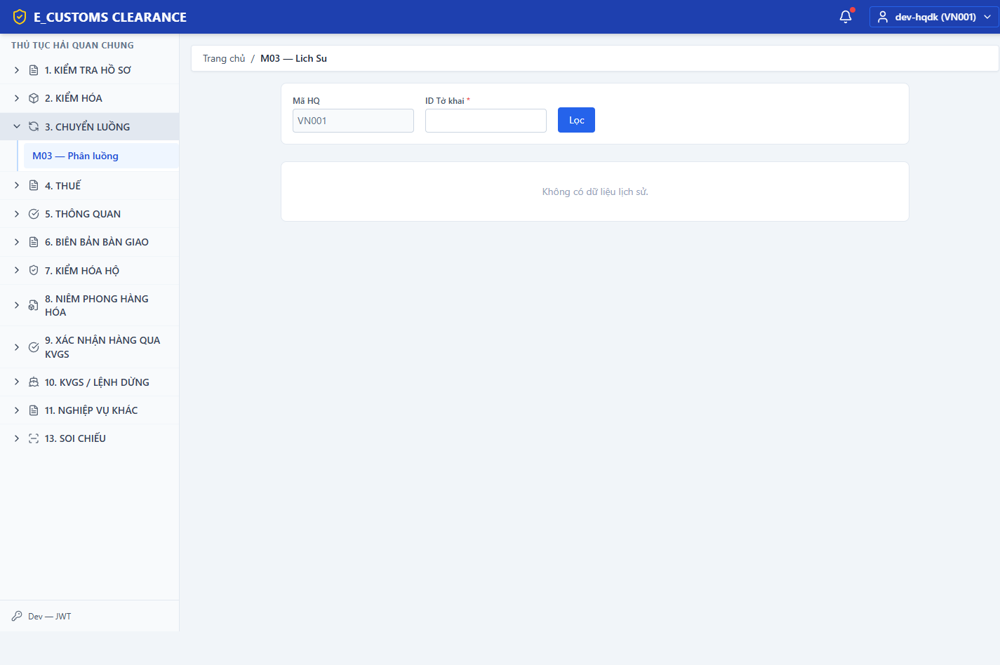 E_CUSTOMS CLEARANCE
dev-hqdk (VN001)
THỦ TỤC HẢI QUAN CHUNG
1. KIỂM TRA HỒ SƠ
2. KIỂM HÓA
3. CHUYỂN LUỒNG
M03 — Phân luồng
4. THUẾ
5. THÔNG QUAN
6. BIÊN BẢN BÀN GIAO
7. KIỂM HÓA HỘ
8. NIÊM PHONG HÀNG
HÓA
9. XÁC NHẬN HÀNG QUA
KVGS
10. KVGS / LỆNH DỪNG
11. NGHIỆP VỤ KHÁC
13. SOI CHIẾU
Dev — JWT
Trang chủ / M03 — Lich Su
Mã HQ
ID Tờ khai *
VN001
Lọc
Không có dữ liệu lịch sử.